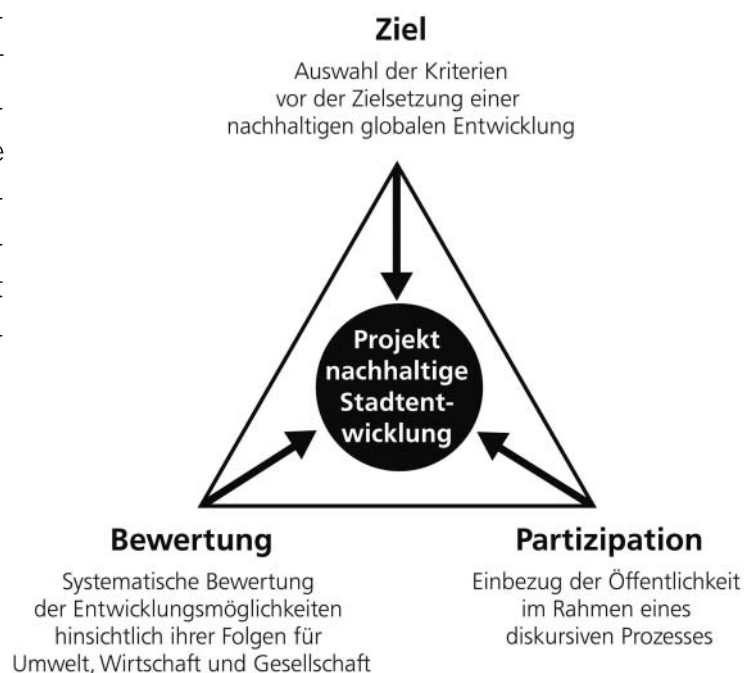 Ziel
Auswahl der Kriterien
vor der Zielsetzung einer
nachhaltigen globalen Entwicklung
Projekt
nachhaltige
Stadtent-
wicklung
Bewertung
Systematische Bewertung
der Entwicklungsmöglichkeiten
hinsichtlich ihrer Folgen für
Umwelt, Wirtschaft und Gesellschaft
Partizipation
Einbezug der Öffentlichkeit
im Rahmen eines
diskursiven Prozesses